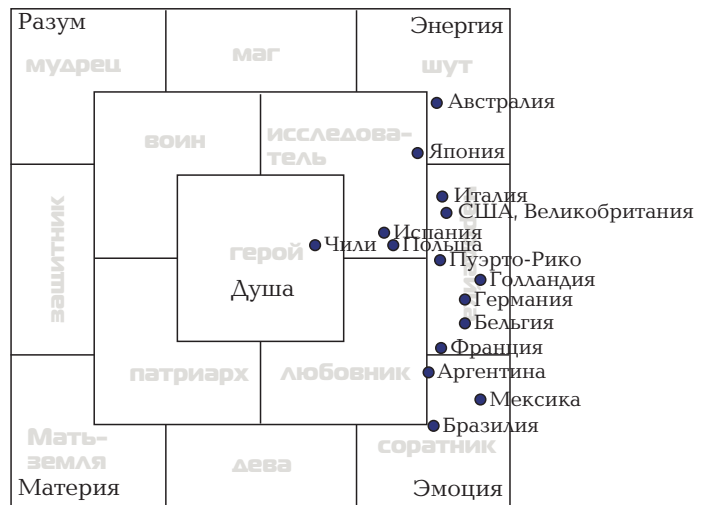 Разум
Энергия
мудрец
маг
шут
Австралия
воин
исследова-
тель
Япония
Италия
США, Великобритания
защитник
Испания
герой
Чили
Польша
Пуэрто-Рико
Голландия
Душа
Германия
Бельгия
Франция
патриарх
любовник
Аргентина
Мексика
Бразилия
Мать-
земля
дева
соратник
Материя
Эмоция